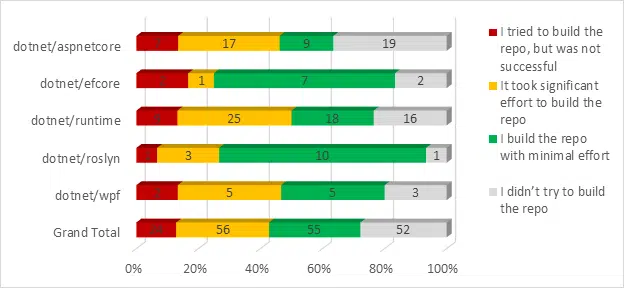 dotnet/aspnetcore 17 9 19
dotnet/efcore 1 7 2
dotnet/runtime 25 18 16
dotnet/roslyn 3 10 1
dotnet/wpf 5 5 3
Grand Total 56 55 52
0% 20% 40% 60% 80% 100%
I tried to build the
repo, but was not
successful
It took significant
effort to build the
repo
I build the repo
with minimal effort
I didn't try to build
the repo